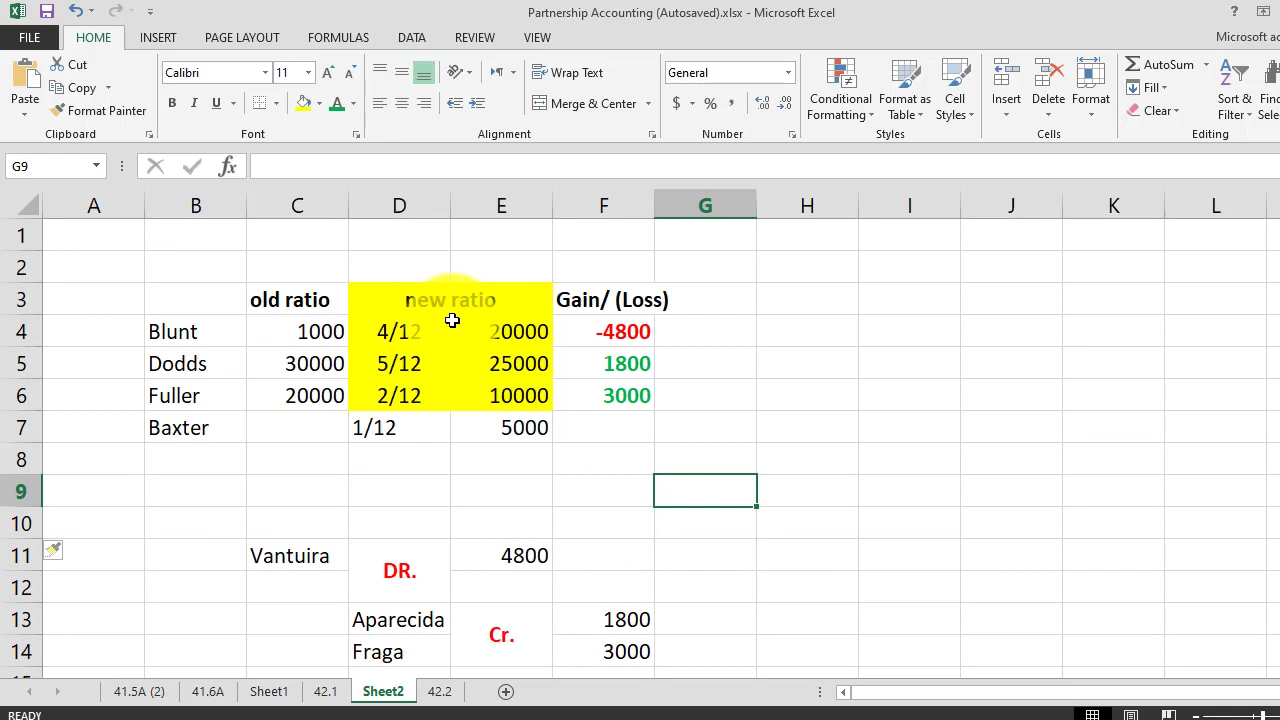 Partnership Accounting (Autosaved).xlsx - Microsoft Excel
?
FILE HOME INSERT PAGE LAYOUT FORMULAS DATA REVIEW VIEW Microsoft ac
Cut
Copy
Format Painter
Paste
Clipboard
Calibri 11
B I U A
Font
Wrap Text
Merge & Center
Alignment
General
$ %
Number
Conditional Formatting
Format as Table
Cell Styles
Styles
Insert Delete Format
Cells
AutoSum
Fill
Clear
Sort & Filter
Editing
G9 fx
A B C D E F G H I J K L
1
2
3 old ratio new ratio Gain/ (Loss)
4 Blunt 1000 4/12 20000 -4800
5 Dodds 30000 5/12 25000 1800
6 Fuller 20000 2/12 10000 3000
7 Baxter 1/12 5000
8
9
10
11 Vantuira 4800
DR.
12
13 Aparecida 1800
Cr.
14 Fraga 3000
41.5A (2) 41.6A Sheet1 42.1 Sheet2 42.2
READY